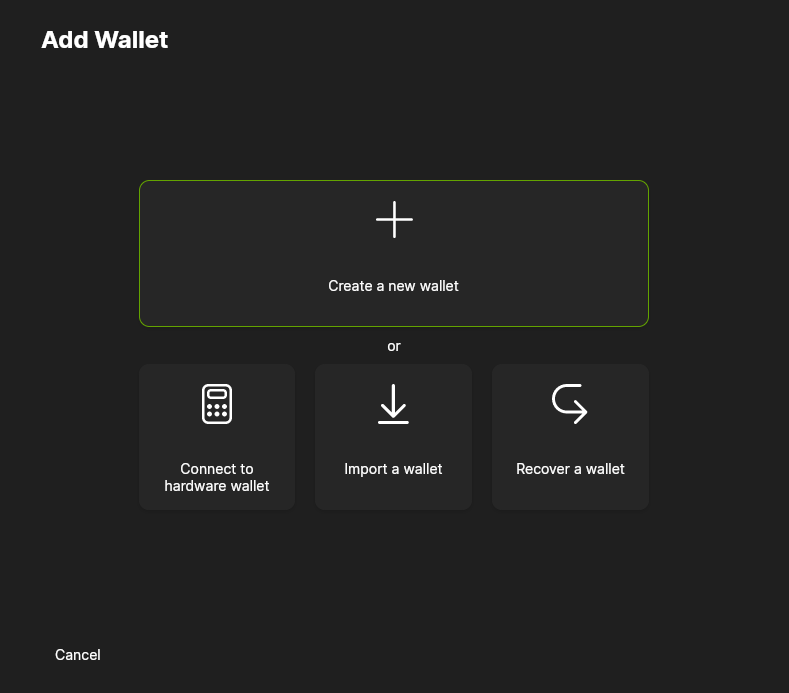 Add Wallet
Create a new wallet
or
Connect to
hardware wallet
Import a wallet
Recover a wallet
Cancel